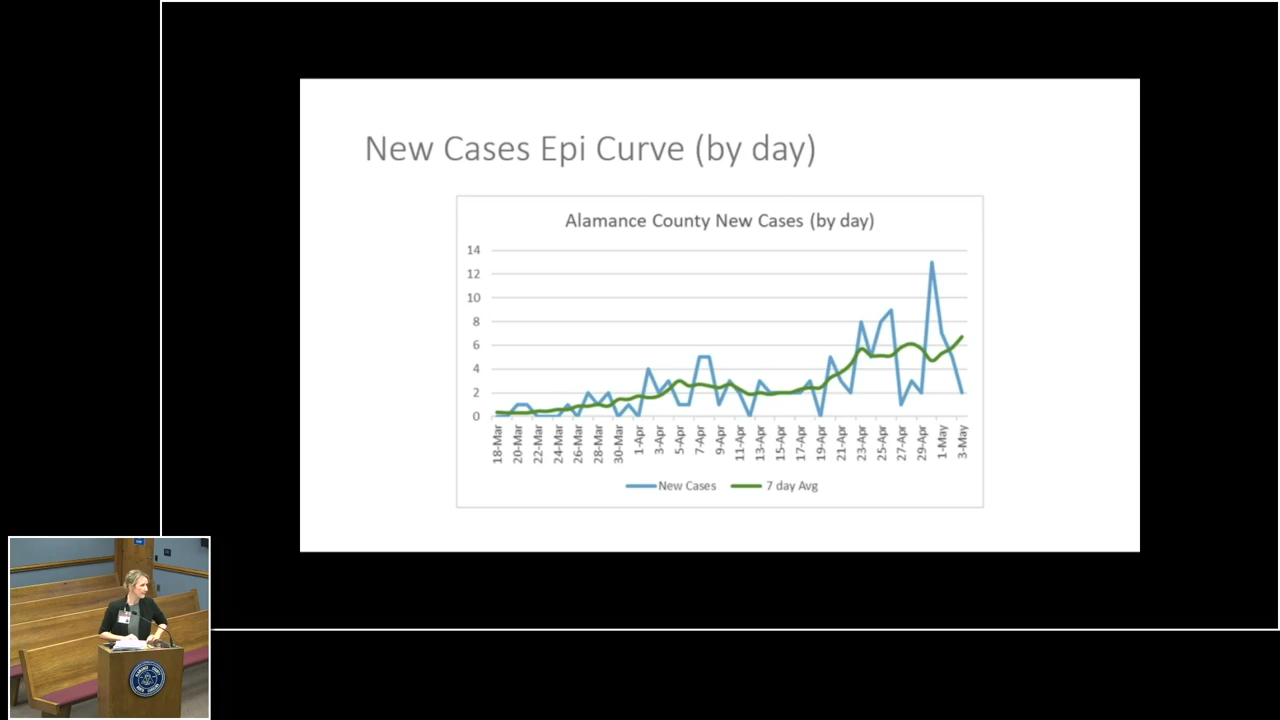 New Cases Epi Curve (by day)
Alamance County New Cases (by day)
14
12
10
8
6
4
2
0
18-Mar
20-Mar
22-Mar
24-Mar
26-Mar
28-Mar
30-Mar
1-Apr
3-Apr
5-Apr
7-Apr
9-Apr
11-Apr
13-Apr
15-Apr
17-Apr
19-Apr
21-Apr
23-Apr
25-Apr
27-Apr
29-Apr
1-May
3-May
New Cases
7 day Avg